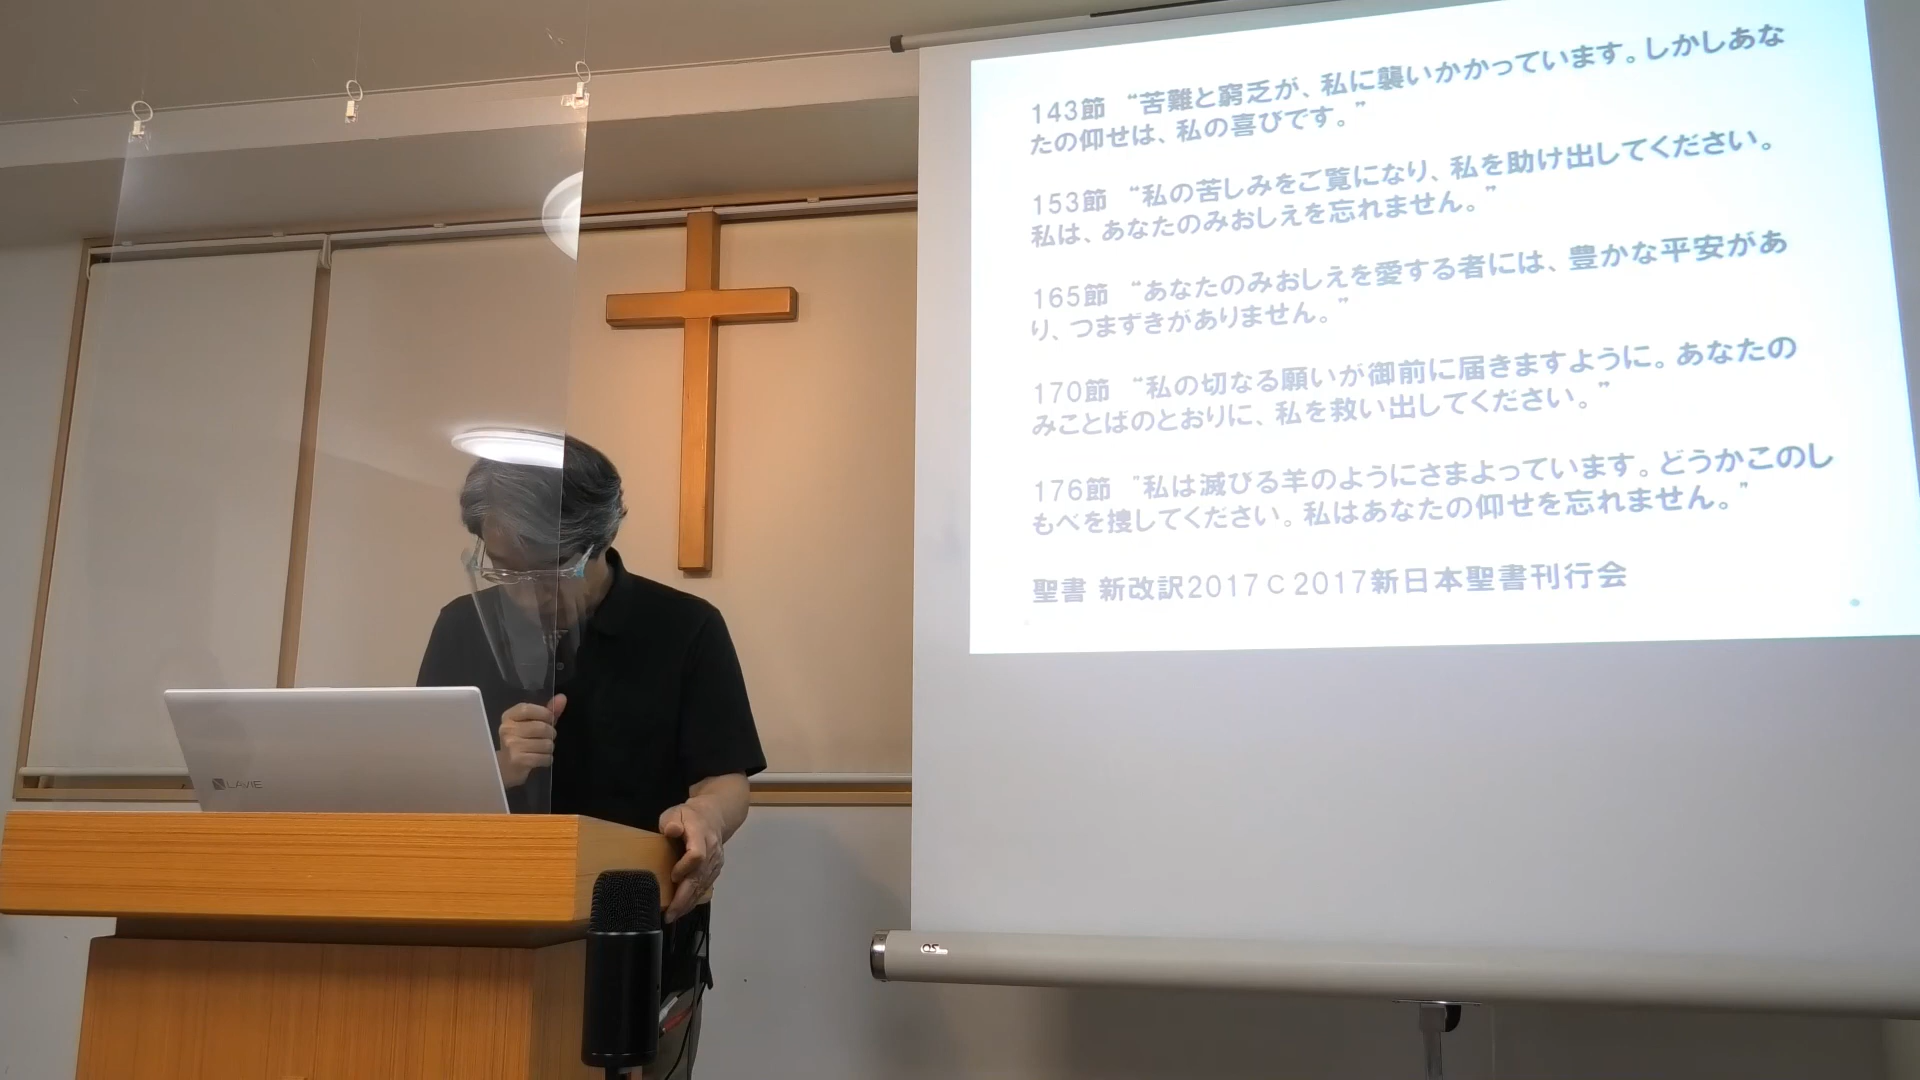 143節 “苦難と窮乏が、私に襲いかかっています。しかしあな
たの仰せは、私の喜びです。”
153節 “私の苦しみをご覧になり、私を助け出してください。
私は、あなたのみおしえを忘れません。”
165節 “あなたのみおしえを愛する者には、豊かな平安があ
り、つまずきがありません。”
170節 “私の切なる願いが御前に届きますように。あなたの
みことばのとおりに、私を救い出してください。”
176節 ”私は滅びる羊のようにさまよっています。どうかこのし
もべを捜してください。私はあなたの仰せを忘れません。”
聖書 新改訳2017C2017新日本聖書刊行会
LAVIE
OS